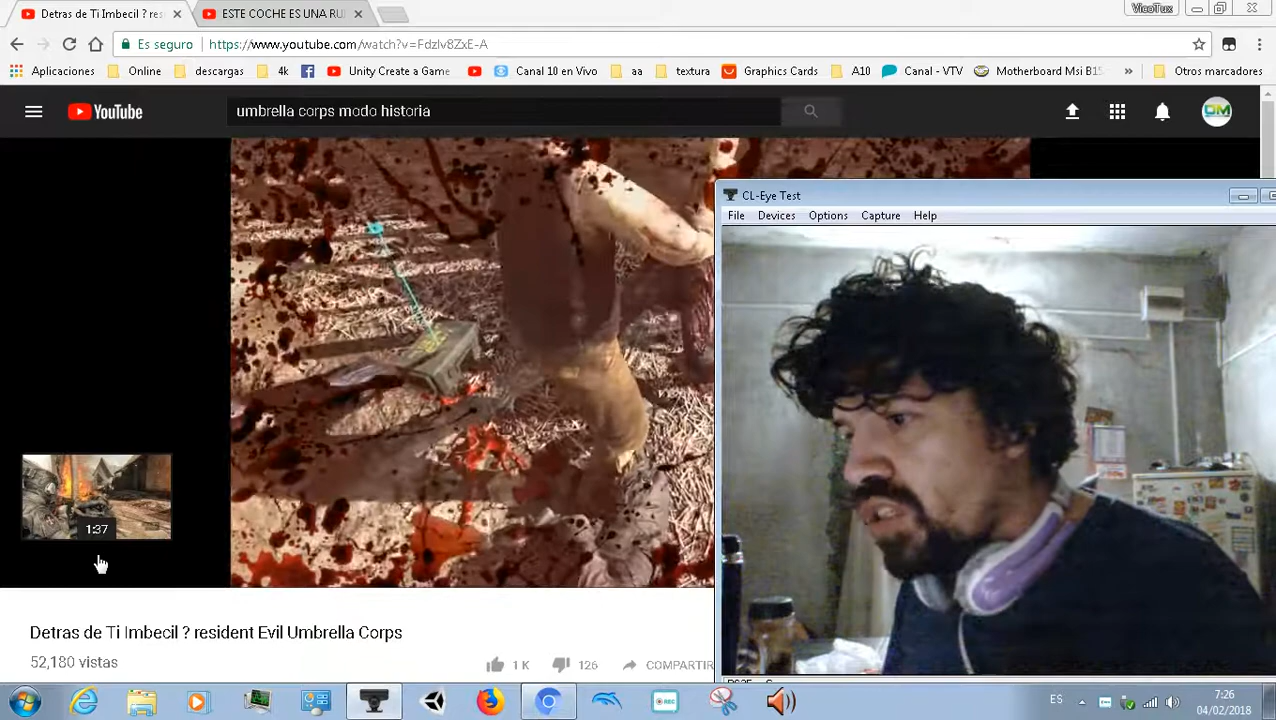 Detras de Ti Imbecil ? res
ESTE COCHE ES UNA RU
VicoTux
Es seguro
https://www.youtube.com/watch?v=FdzIv8ZxE-A
Aplicaciones
Online
descargas
4k
Unity Create a Game
Canal 10 en Vivo
aa
textura
Graphics Cards
A10
Canal - VTV
Motherboard Msi B15
»
Otros marcadores
YouTube
umbrella corps modo historia
CL-Eye Test
File Devices Options Capture Help
1:37
Detras de Ti Imbecil ? resident Evil Umbrella Corps
52,180 vistas
1 K
126
COMPARTIR
REC
ES
7:26
04/02/2018